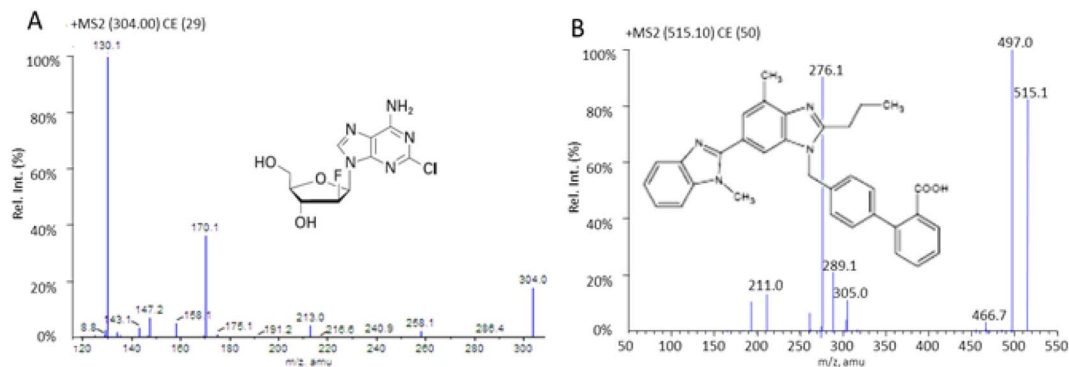 A
+MS2 (304.00) CE (29)
130.1
100%
80%
60%
40%
20%
0%
Rel. Int. (%)
NH₂
N
N
N
N
Cl
HO
O
F
OH
170.1
304.0
8.8
143.1
147.2
158.1
175.1
191.2
213.0
216.6
240.9
258.1
286.4
120 140 160 180 200 220 240 260 280 300
m/z, amu
B
+MS2 (515.10) CE (50)
497.0
515.1
276.1
100%
80%
60%
40%
20%
0%
Rel. Int. (%)
CH₃
N
CH₃
N
N
N
CH₃
COOH
289.1
211.0
305.0
466.7
50 100 150 200 250 300 350 400 450 500 550
m/z, amu